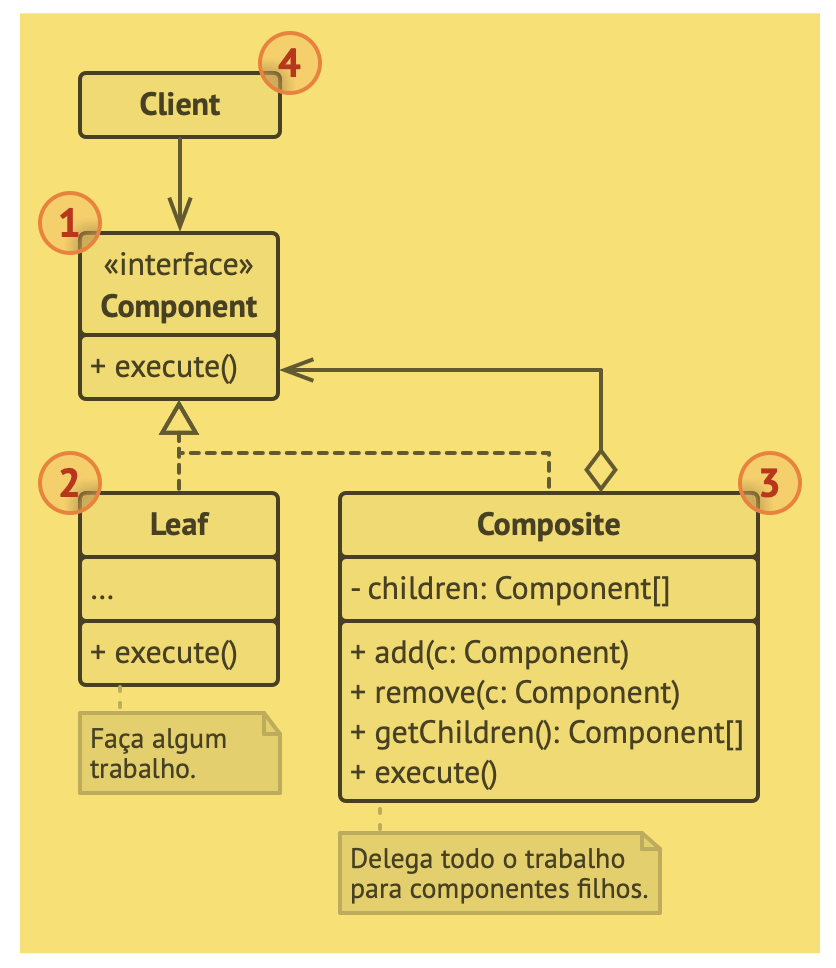 4
Client
1
«interface»
Component
+ execute()
2
3
Leaf
...
+ execute()
Faça algum
trabalho.
Composite
- children: Component[]
+ add(c: Component)
+ remove(c: Component)
+ getChildren(): Component[]
+ execute()
Delega todo o trabalho
para componentes filhos.